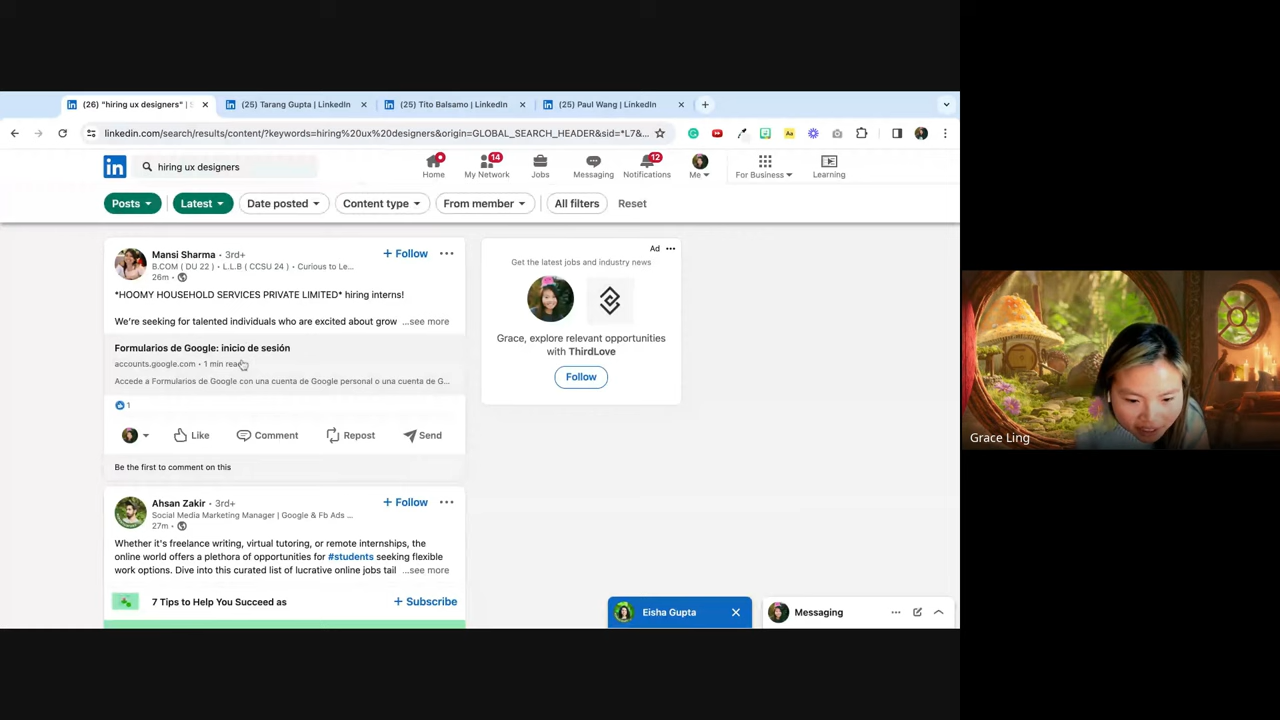 (26) "hiring ux designers" | S
(25) Tarang Gupta | LinkedIn
(25) Tito Balsamo | LinkedIn
(25) Paul Wang | LinkedIn
linkedin.com/search/results/content/?keywords=hiring%20ux%20designers&origin=GLOBAL_SEARCH_HEADER&sid=*L7&...
in
hiring ux designers
Home
14
My Network
Jobs
Messaging
12
Notifications
Me
For Business
Learning
Posts
Latest
Date posted
Content type
From member
All filters
Reset
Mansi Sharma • 3rd+
+ Follow
B.COM ( DU 22 ) • L.L.B ( CCSU 24 ) • Curious to Le...
26m •
*HOOMY HOUSEHOLD SERVICES PRIVATE LIMITED* hiring interns!
We're seeking for talented individuals who are excited about grow ...see more
Formularios de Google: inicio de sesión
accounts.google.com • 1 min read
Accede a Formularios de Google con una cuenta de Google personal o una cuenta de G...
1
Like
Comment
Repost
Send
Be the first to comment on this
Ahsan Zakir • 3rd+
+ Follow
Social Media Marketing Manager | Google & Fb Ads ...
27m •
Whether it's freelance writing, virtual tutoring, or remote internships, the
online world offers a plethora of opportunities for #students seeking flexible
work options. Dive into this curated list of lucrative online jobs tail ...see more
7 Tips to Help You Succeed as
+ Subscribe
Ad
Get the latest jobs and industry news
Grace, explore relevant opportunities
with ThirdLove
Follow
Eisha Gupta
Messaging
Grace Ling